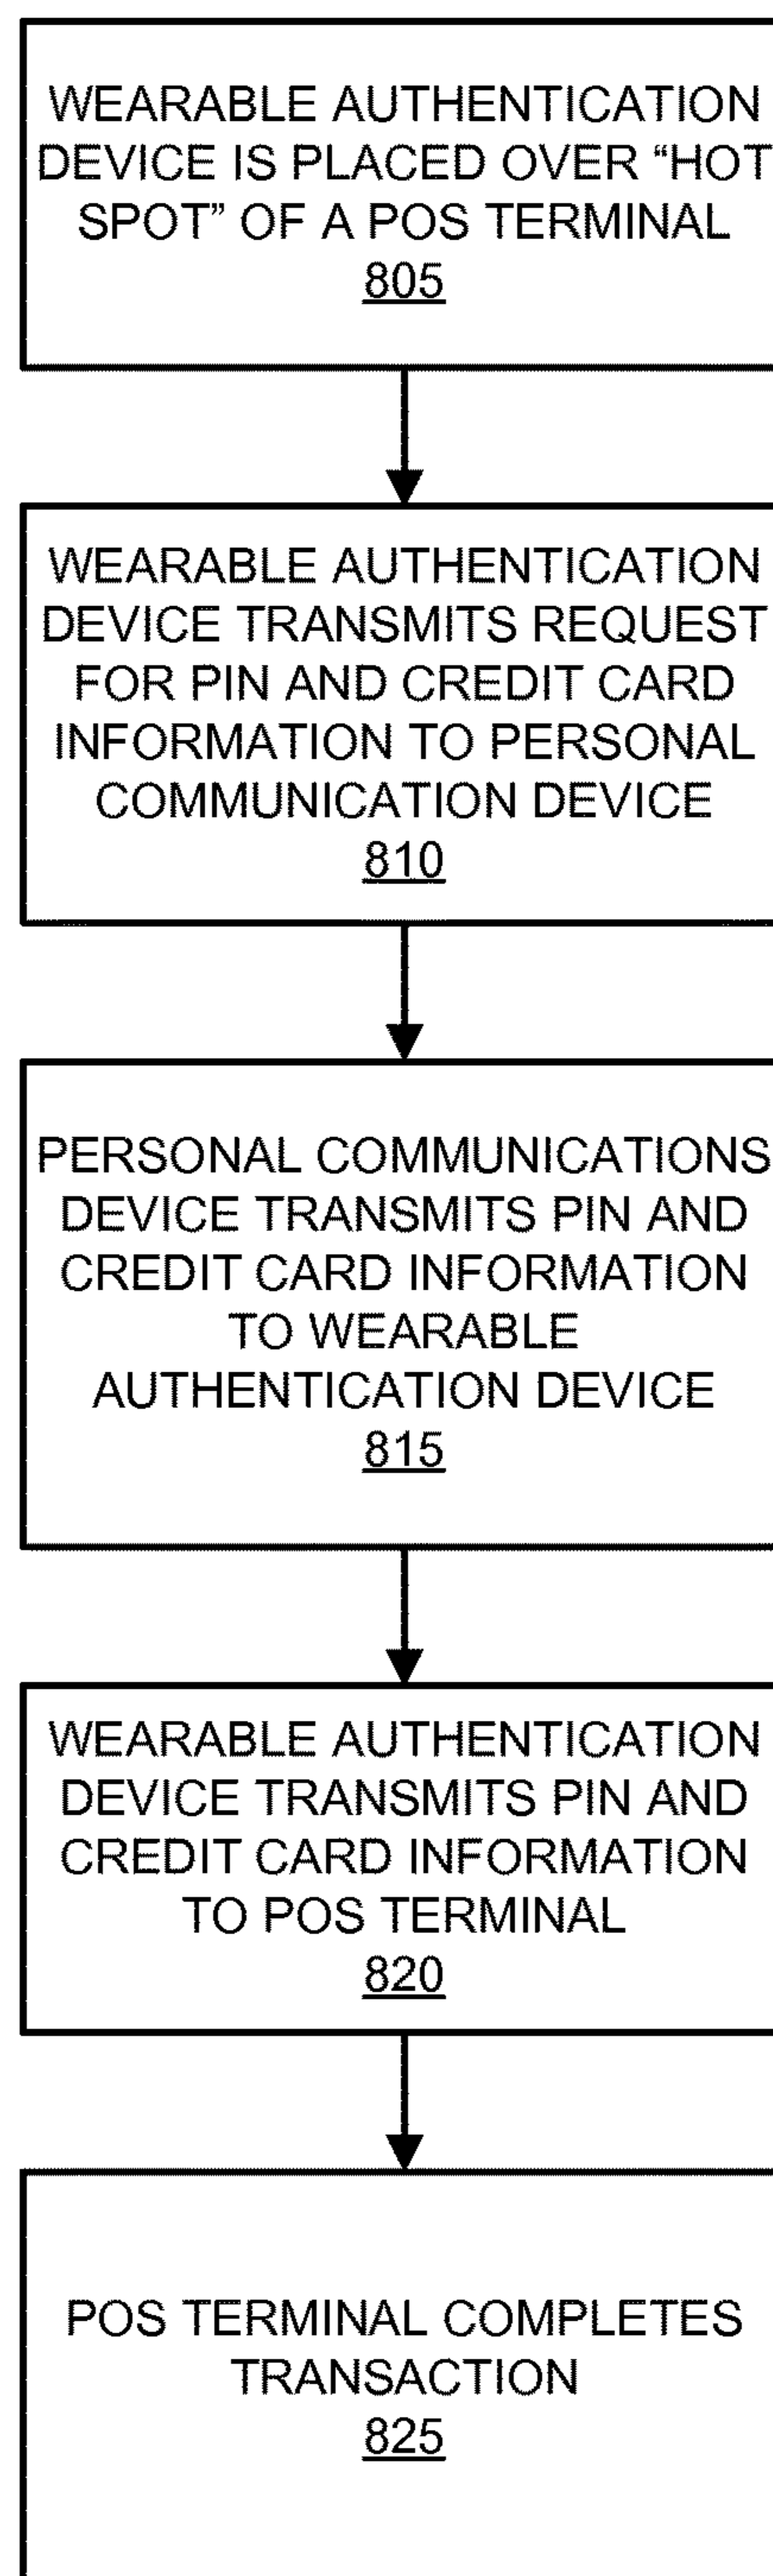 WEARABLE AUTHENTICATION
DEVICE IS PLACED OVER “HOT
SPOT” OF A POS TERMINAL
805
WEARABLE AUTHENTICATION
DEVICE TRANSMITS REQUEST
FOR PIN AND CREDIT CARD
INFORMATION TO PERSONAL
COMMUNICATION DEVICE
810
PERSONAL COMMUNICATIONS
DEVICE TRANSMITS PIN AND
CREDIT CARD INFORMATION
TO WEARABLE
AUTHENTICATION DEVICE
815
WEARABLE AUTHENTICATION
DEVICE TRANSMITS PIN AND
CREDIT CARD INFORMATION
TO POS TERMINAL
820
POS TERMINAL COMPLETES
TRANSACTION
825